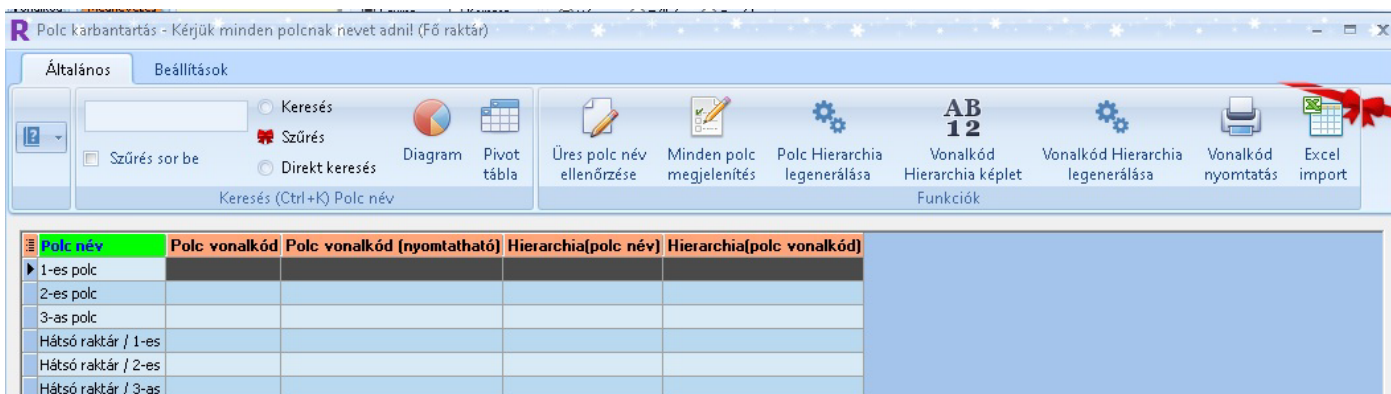 Polc karbantartás - Kérjük minden polcnak nevet adni! (Fő raktár)
Általános Beállítások
Keresés
Szűrés
Direkt keresés
Szűrés sor be
Diagram
Pivot
tábla
Keresés (Ctrl+K) Polc név
Üres polc név
ellenőrzése
Minden polc
megjelenítés
Polc Hierarchia
legenerálása
AB
12
Vonalkód
Hierarchia képlet
Vonalkód Hierarchia
legenerálása
Vonalkód
nyomtatás
Excel
import
Funkciók
Polc név Polc vonalkód Polc vonalkód (nyomtatható) Hierarchia(polc név) Hierarchia(polc vonalkód)
1-es polc
2-es polc
3-as polc
Hátsó raktár / 1-es
Hátsó raktár / 2-es
Hátsó raktár / 3-as